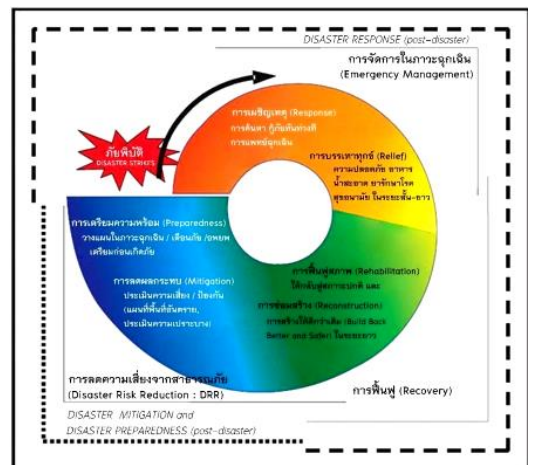 DISASTER RESPONSE (post-disaster)
การจัดการในภาวะฉุกเฉิน
(Emergency Management)
การเผชิญเหตุ (Response)
การค้นหา กู้ภัยทันท่วงที
การแพทย์ฉุกเฉิน
ภัยพิบัติ
DISASTER STRIKES
การบรรเทาทุกข์ (Relief)
ความปลอดภัย อาหาร
น้ำสะอาด ยารักษาโรค
สุขอนามัย ในระยะสั้น-ยาว
การเตรียมความพร้อม (Preparedness)
วางแผนในภาวะฉุกเฉิน / เตือนภัย / อพยพ
เตรียมก่อนเกิดภัย
การลดผลกระทบ (Mitigation)
ประเมินความเสี่ยง / ป้องกัน
(แผนที่พื้นที่อันตราย,
ประเมินความเปราะบาง)
การฟื้นฟูสภาพ (Rehabilitation)
ให้กลับสู่สภาวะปกติ และ
การซ่อมสร้าง (Reconstruction)
การสร้างให้ดีกว่าเดิม (Build Back
Better and Safer) ในระยะยาว
การลดความเสี่ยงจากสาธารณภัย
(Disaster Risk Reduction : DRR)
การฟื้นฟู (Recovery)
DISASTER MITIGATION and
DISASTER PREPAREDNESS (post-disaster)